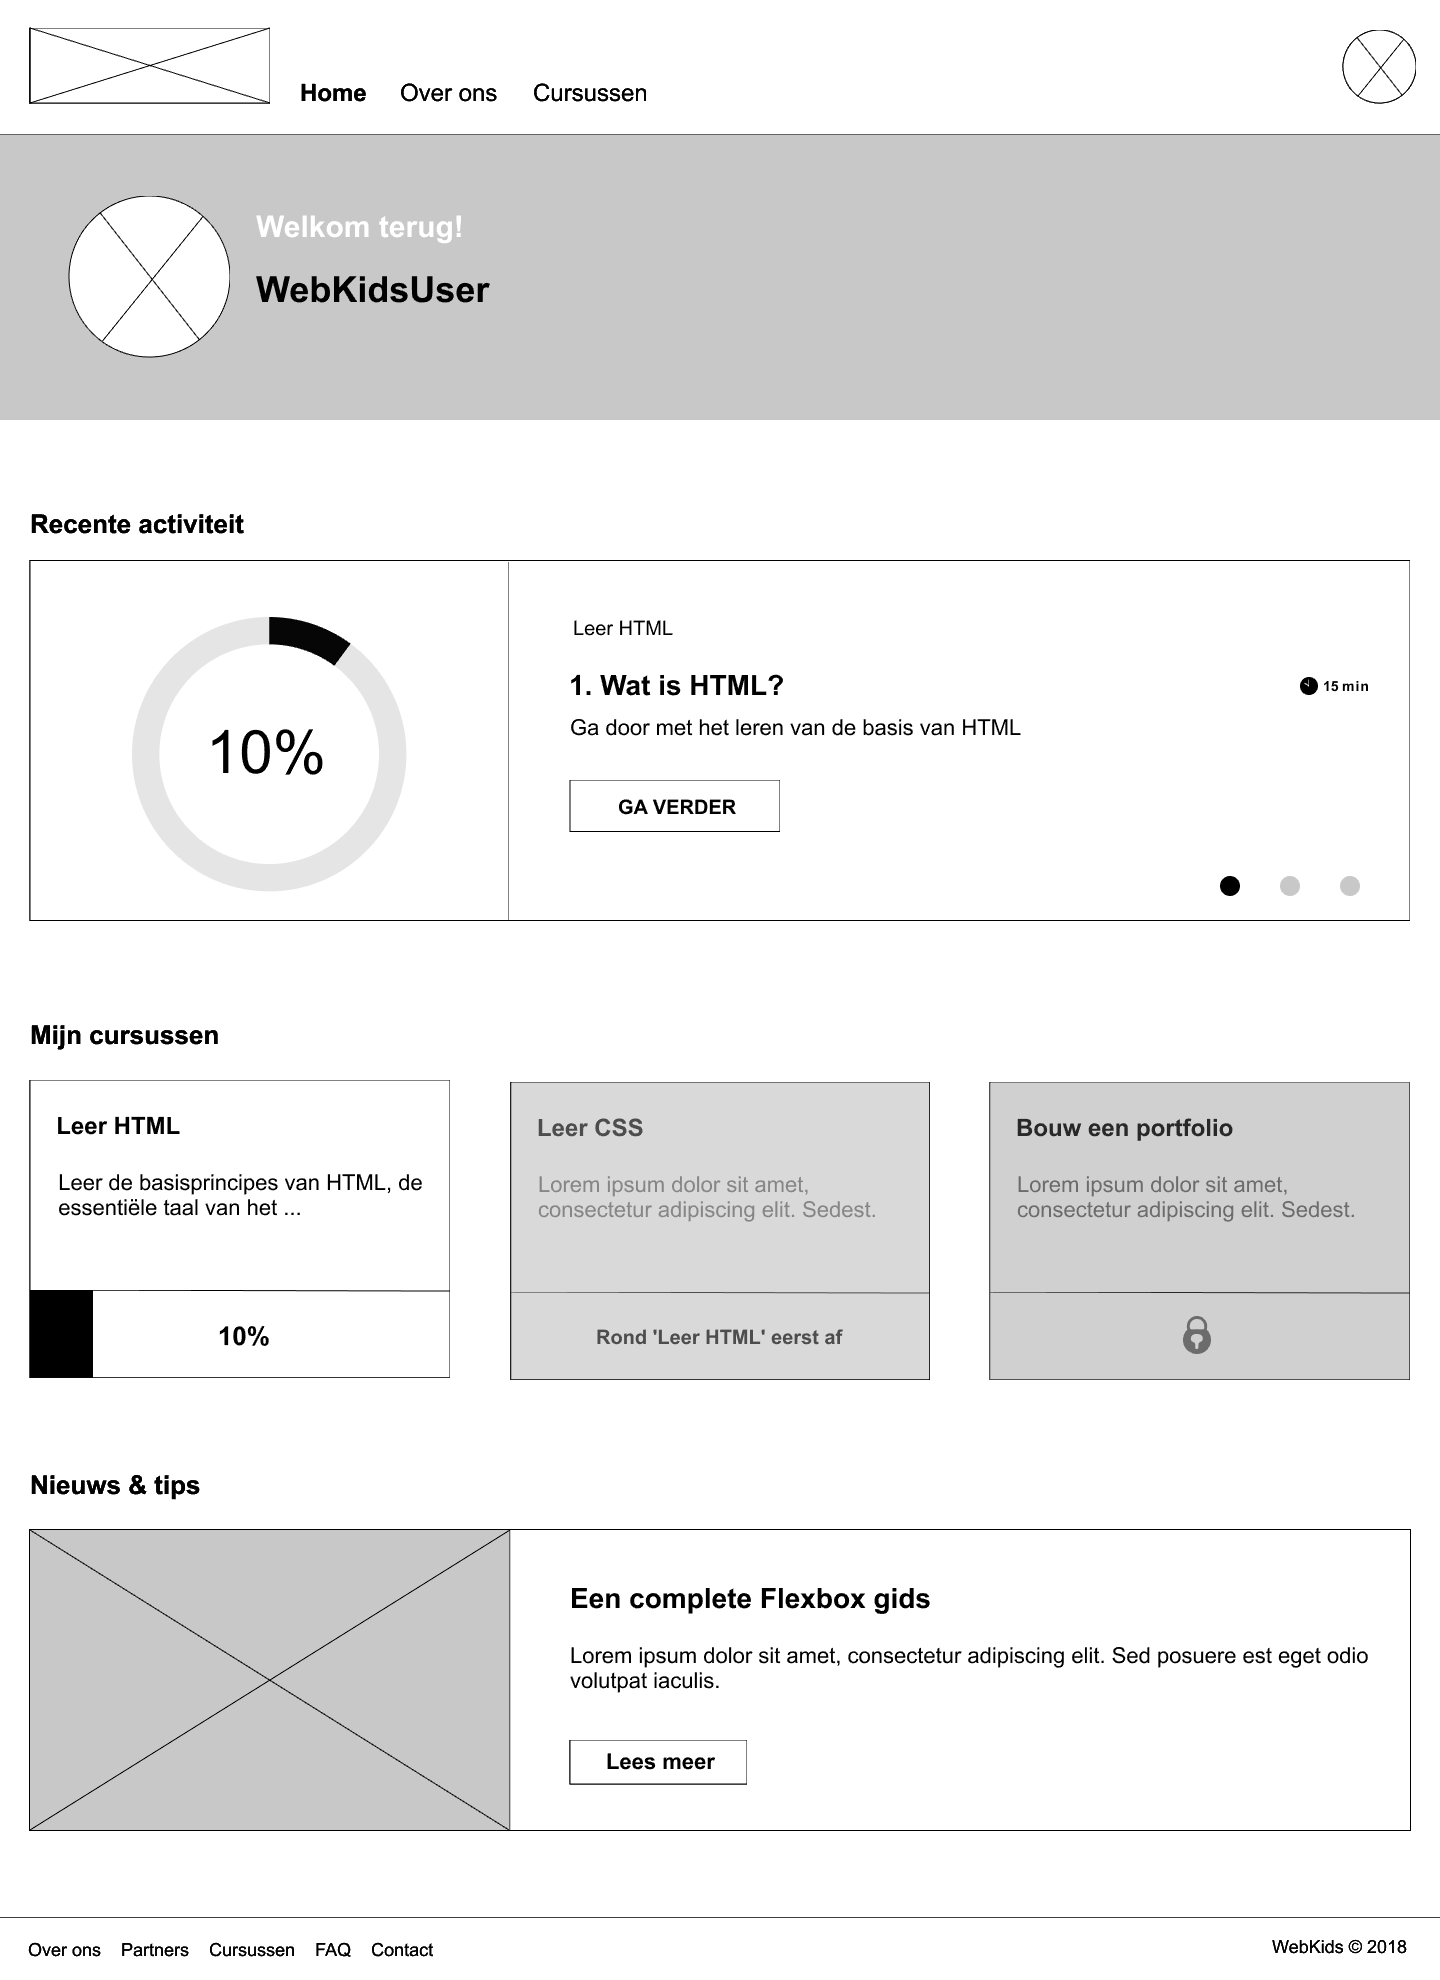 Home Over ons Cursussen
Welkom terug!
WebKidsUser
Recente activiteit
10%
Leer HTML
1. Wat is HTML?
15 min
Ga door met het leren van de basis van HTML
GA VERDER
Mijn cursussen
Leer HTML
Leer de basisprincipes van HTML, de
essentiële taal van het ...
10%
Leer CSS
Lorem ipsum dolor sit amet,
consectetur adipiscing elit. Sedest.
Rond 'Leer HTML' eerst af
Bouw een portfolio
Lorem ipsum dolor sit amet,
consectetur adipiscing elit. Sedest.
Nieuws & tips
Een complete Flexbox gids
Lorem ipsum dolor sit amet, consectetur adipiscing elit. Sed posuere est eget odio
volutpat iaculis.
Lees meer
Over ons Partners Cursussen FAQ Contact
WebKids © 2018